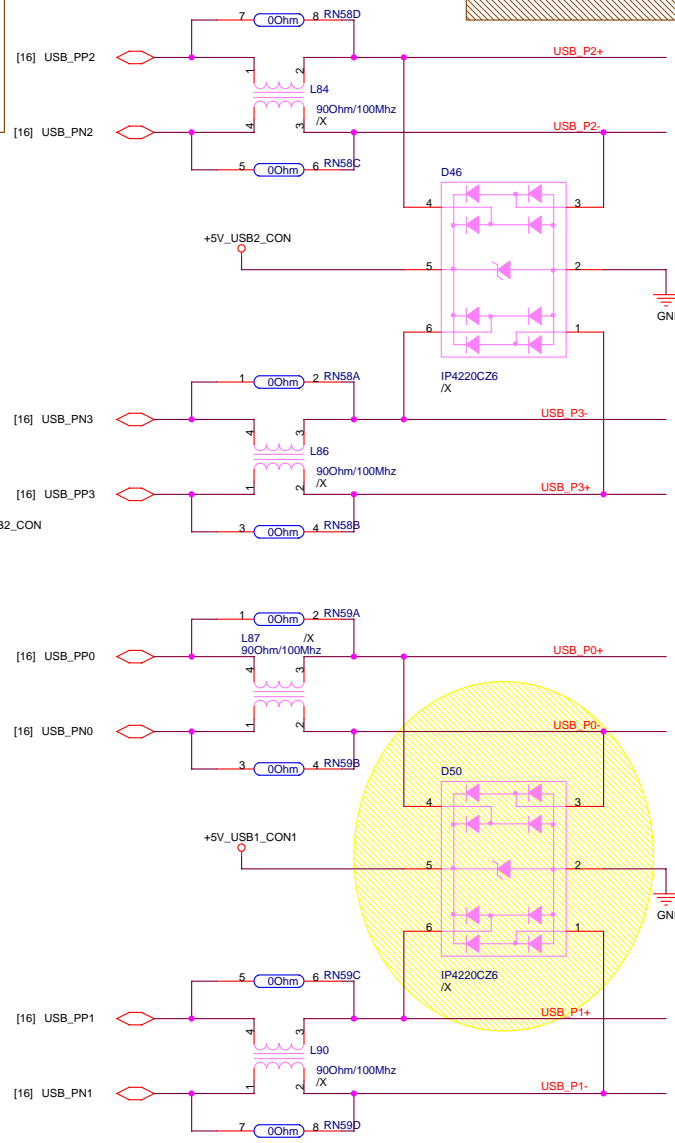 7 0Ohm 8 RN58D
[16] USB_PP2 USB_P2+
1 2
L84
90Ohm/100Mhz
/X
4 3
[16] USB_PN2 USB_P2-
5 0Ohm 6 RN58C
D46
4 3
+5V_USB2_CON
5 2
GN
6 1
IP4220CZ6
/X
1 0Ohm 2 RN58A
[16] USB_PN3 USB_P3-
4 3
L86
90Ohm/100Mhz
/X
1 2
[16] USB_PP3 USB_P3+
3 0Ohm 4 RN58B
B2_CON
1 0Ohm 2 RN59A
L87 /X
90Ohm/100Mhz
[16] USB_PP0 USB_P0+
4 3
1 2
[16] USB_PN0 USB_P0-
3 0Ohm 4 RN59B
D50
4 3
+5V_USB1_CON1
5 2
GN
6 1
IP4220CZ6
/X
5 0Ohm 6 RN59C
[16] USB_PP1 USB_P1+
4 3
L90
90Ohm/100Mhz
/X
1 2
[16] USB_PN1 USB_P1-
7 0Ohm 8 RN59D